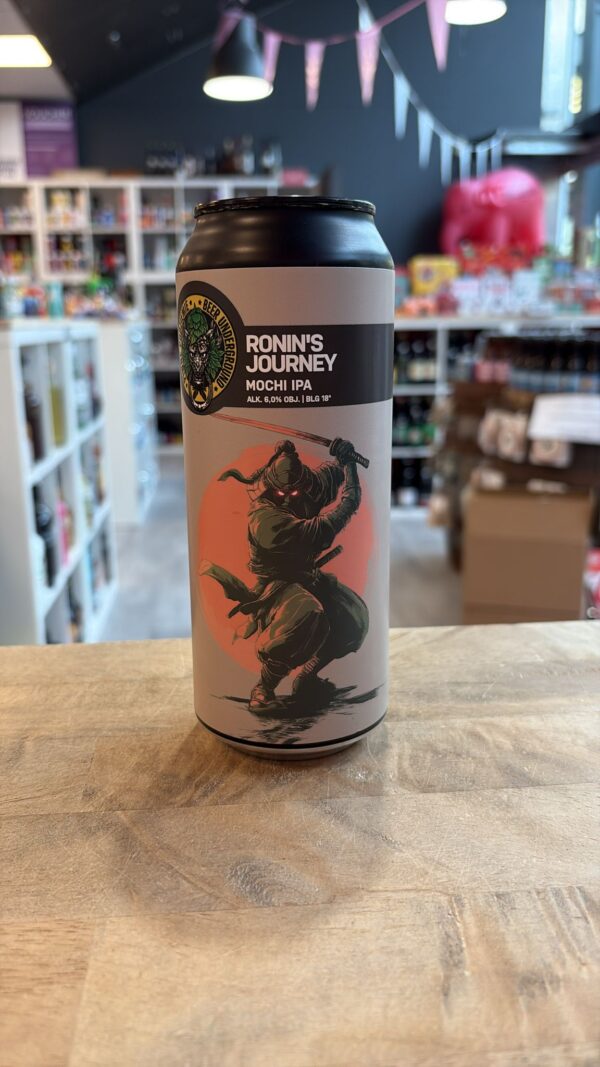 BEER UNDERGROUND
RONIN'S
JOURNEY
MOCHI IPA
ALK. 6,0% OBJ. | BLG 18°